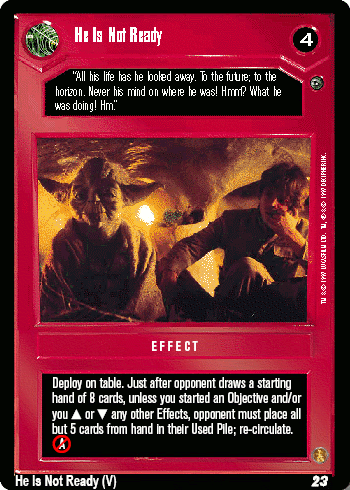 He Is Not Ready
4
"All his life has he looked away. To the future; to the
horizon. Never his mind on where he was! Hmm? What he
was doing! Hm."
EFFECT
Deploy on table. Just after opponent draws a starting
hand of 8 cards, unless you started an Objective and/or
you ▲ or ▼ any other Effects, opponent must place all
but 5 cards from hand in their Used Pile; re-circulate.
He Is Not Ready (V)
23